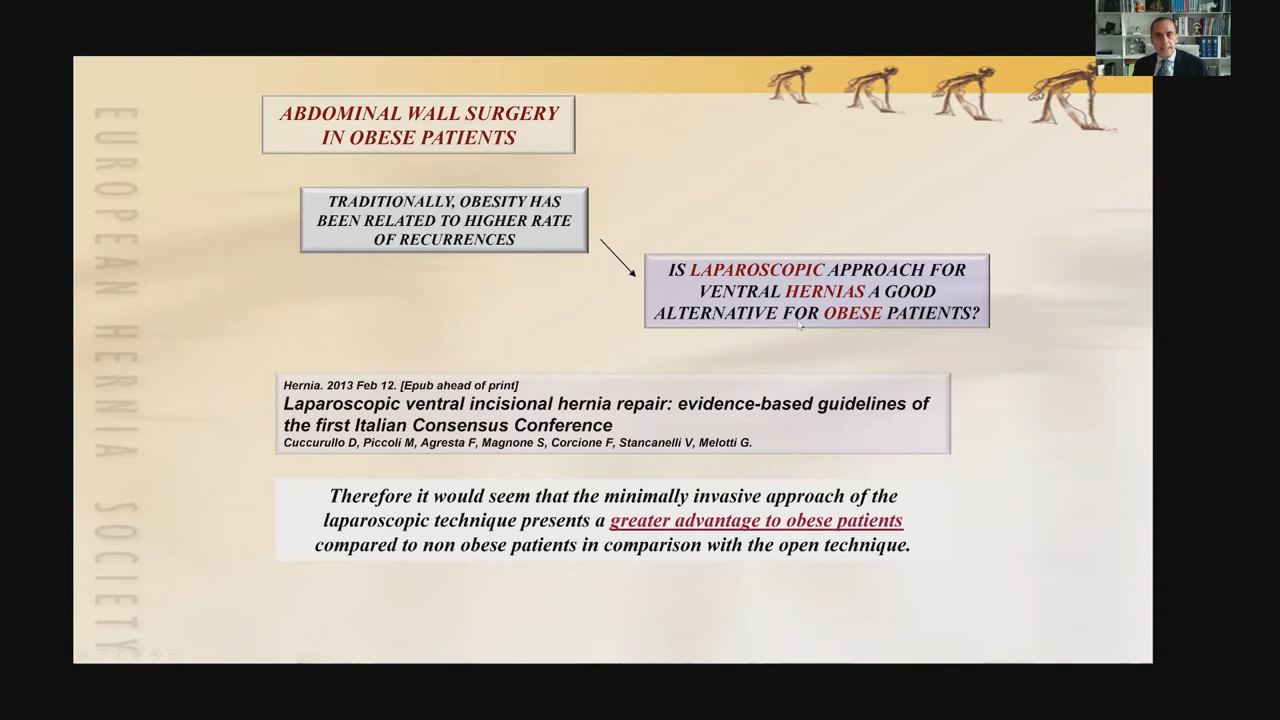 EUROPEAN HERNIA SOCIETY
ABDOMINAL WALL SURGERY
IN OBESE PATIENTS
TRADITIONALLY, OBESITY HAS
BEEN RELATED TO HIGHER RATE
OF RECURRENCES
IS LAPAROSCOPIC APPROACH FOR
VENTRAL HERNIAS A GOOD
ALTERNATIVE FOR OBESE PATIENTS?
Hernia. 2013 Feb 12. [Epub ahead of print]
Laparoscopic ventral incisional hernia repair: evidence-based guidelines of
the first Italian Consensus Conference
Cuccurullo D, Piccoli M, Agresta F, Magnone S, Corcione F, Stancanelli V, Melotti G.
Therefore it would seem that the minimally invasive approach of the
laparoscopic technique presents a greater advantage to obese patients
compared to non obese patients in comparison with the open technique.